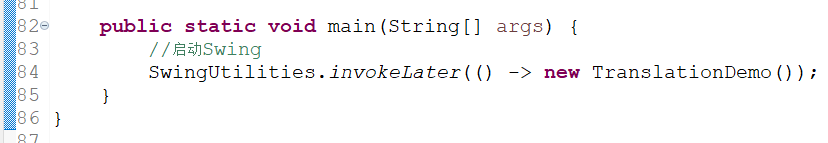 81
82 public static void main(String[] args) {
83 //启动Swing
84 SwingUtilities.invokeLater(() -> new TranslationDemo());
85 }
86 }
87